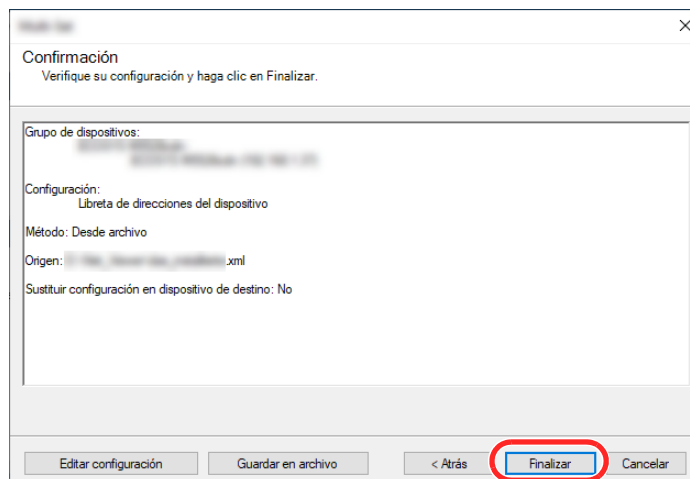 Confirmación
Verifique su configuración y haga clic en Finalizar.
Grupo de dispositivos:
Configuración:
Libreta de direcciones del dispositivo
Método: Desde archivo
Origen: .xml
Sustituir configuración en dispositivo de destino: No
Editar configuración
Guardar en archivo
< Atrás
Finalizar
Cancelar